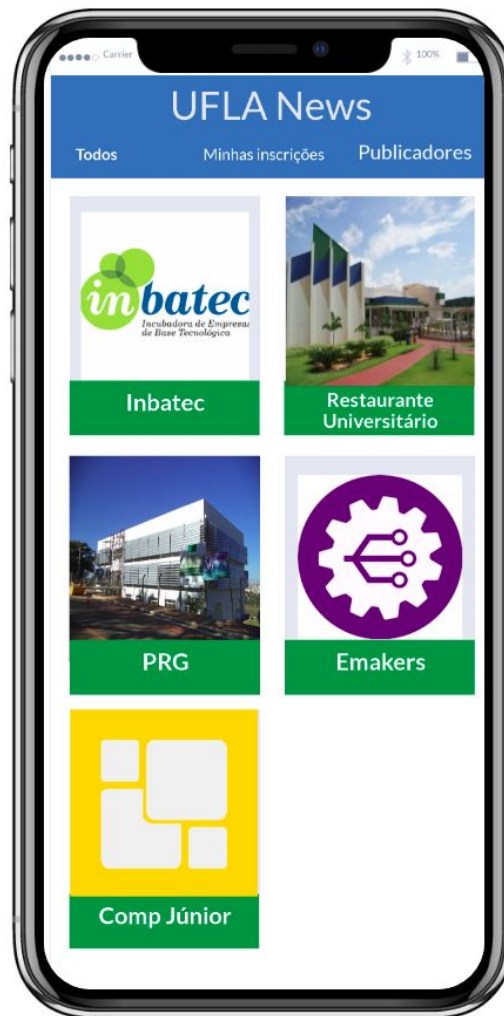 Carrier
100%
UFLA News
Todos
Minhas inscrições
Publicadores
inbatec
Incubadora de Empresas
de Base Tecnológica
Inbatec
Restaurante
Universitário
PRG
Emakers
Comp Júnior